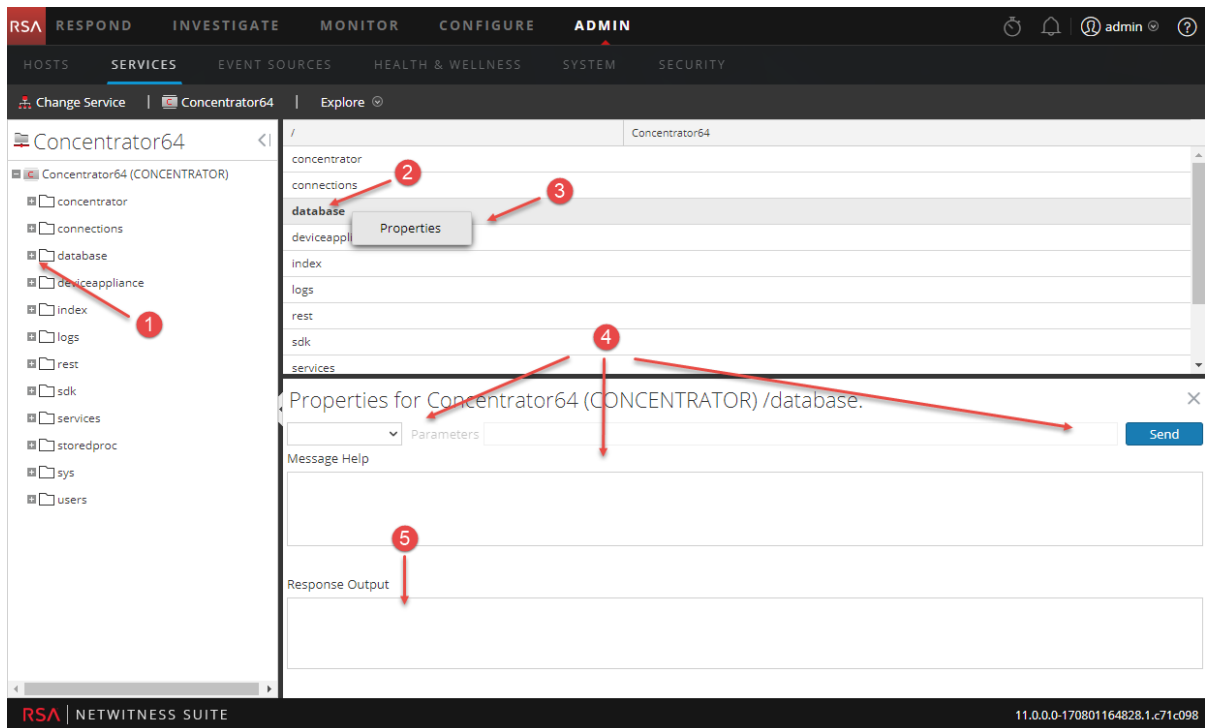 RSA RESPOND INVESTIGATE MONITOR CONFIGURE ADMIN admin ?
HOSTS SERVICES EVENT SOURCES HEALTH & WELLNESS SYSTEM SECURITY
Change Service | Concentrator64 | Explore
Concentrator64
Concentrator64 (CONCENTRATOR)
concentrator
connections
database
deviceappliance
index
logs
rest
sdk
services
storedproc
sys
users
1
/ Concentrator64
concentrator
connections
database
deviceappli
index
logs
rest
sdk
services
2
Properties
3
4
Properties for Concentrator64 (CONCENTRATOR) /database.
Parameters Send
Message Help
5
Response Output
RSA | NETWITNESS SUITE 11.0.0.0-170801164828.1.c71c098